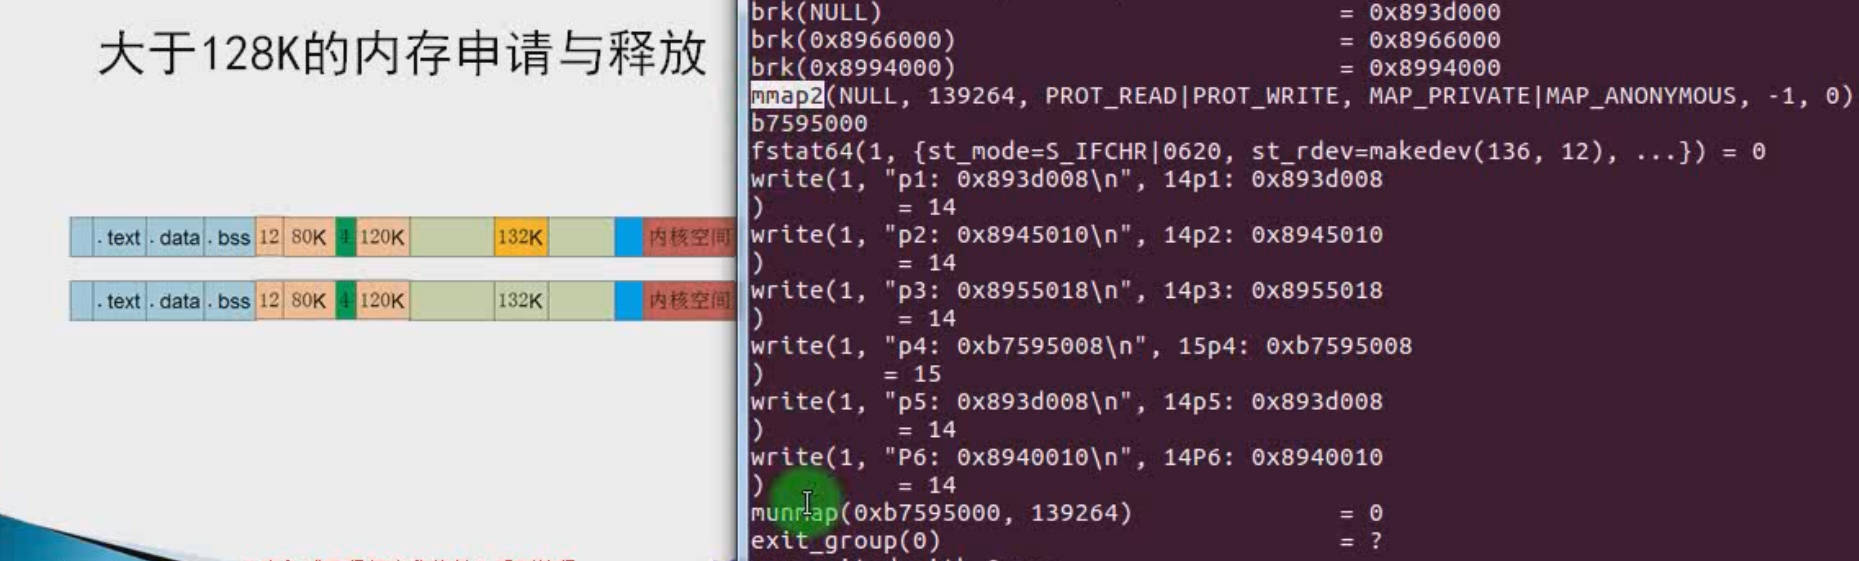 大于128K的内存申请与释放
.text .data .bss 12 80K 4 120K 132K 内核空间
.text .data .bss 12 80K 4 120K 132K 内核空间
brk(NULL) = 0x893d000
brk(0x8966000) = 0x8966000
brk(0x8994000) = 0x8994000
mmap2(NULL, 139264, PROT_READ|PROT_WRITE, MAP_PRIVATE|MAP_ANONYMOUS, -1, 0)
b7595000
fstat64(1, {st_mode=S_IFCHR|0620, st_rdev=makedev(136, 12), ...}) = 0
write(1, "p1: 0x893d008\n", 14p1: 0x893d008
) = 14
write(1, "p2: 0x8945010\n", 14p2: 0x8945010
) = 14
write(1, "p3: 0x8955018\n", 14p3: 0x8955018
) = 14
write(1, "p4: 0xb7595008\n", 15p4: 0xb7595008
) = 15
write(1, "p5: 0x893d008\n", 14p5: 0x893d008
) = 14
write(1, "P6: 0x8940010\n", 14P6: 0x8940010
) = 14
munmap(0xb7595000, 139264) = 0
exit_group(0) = ?